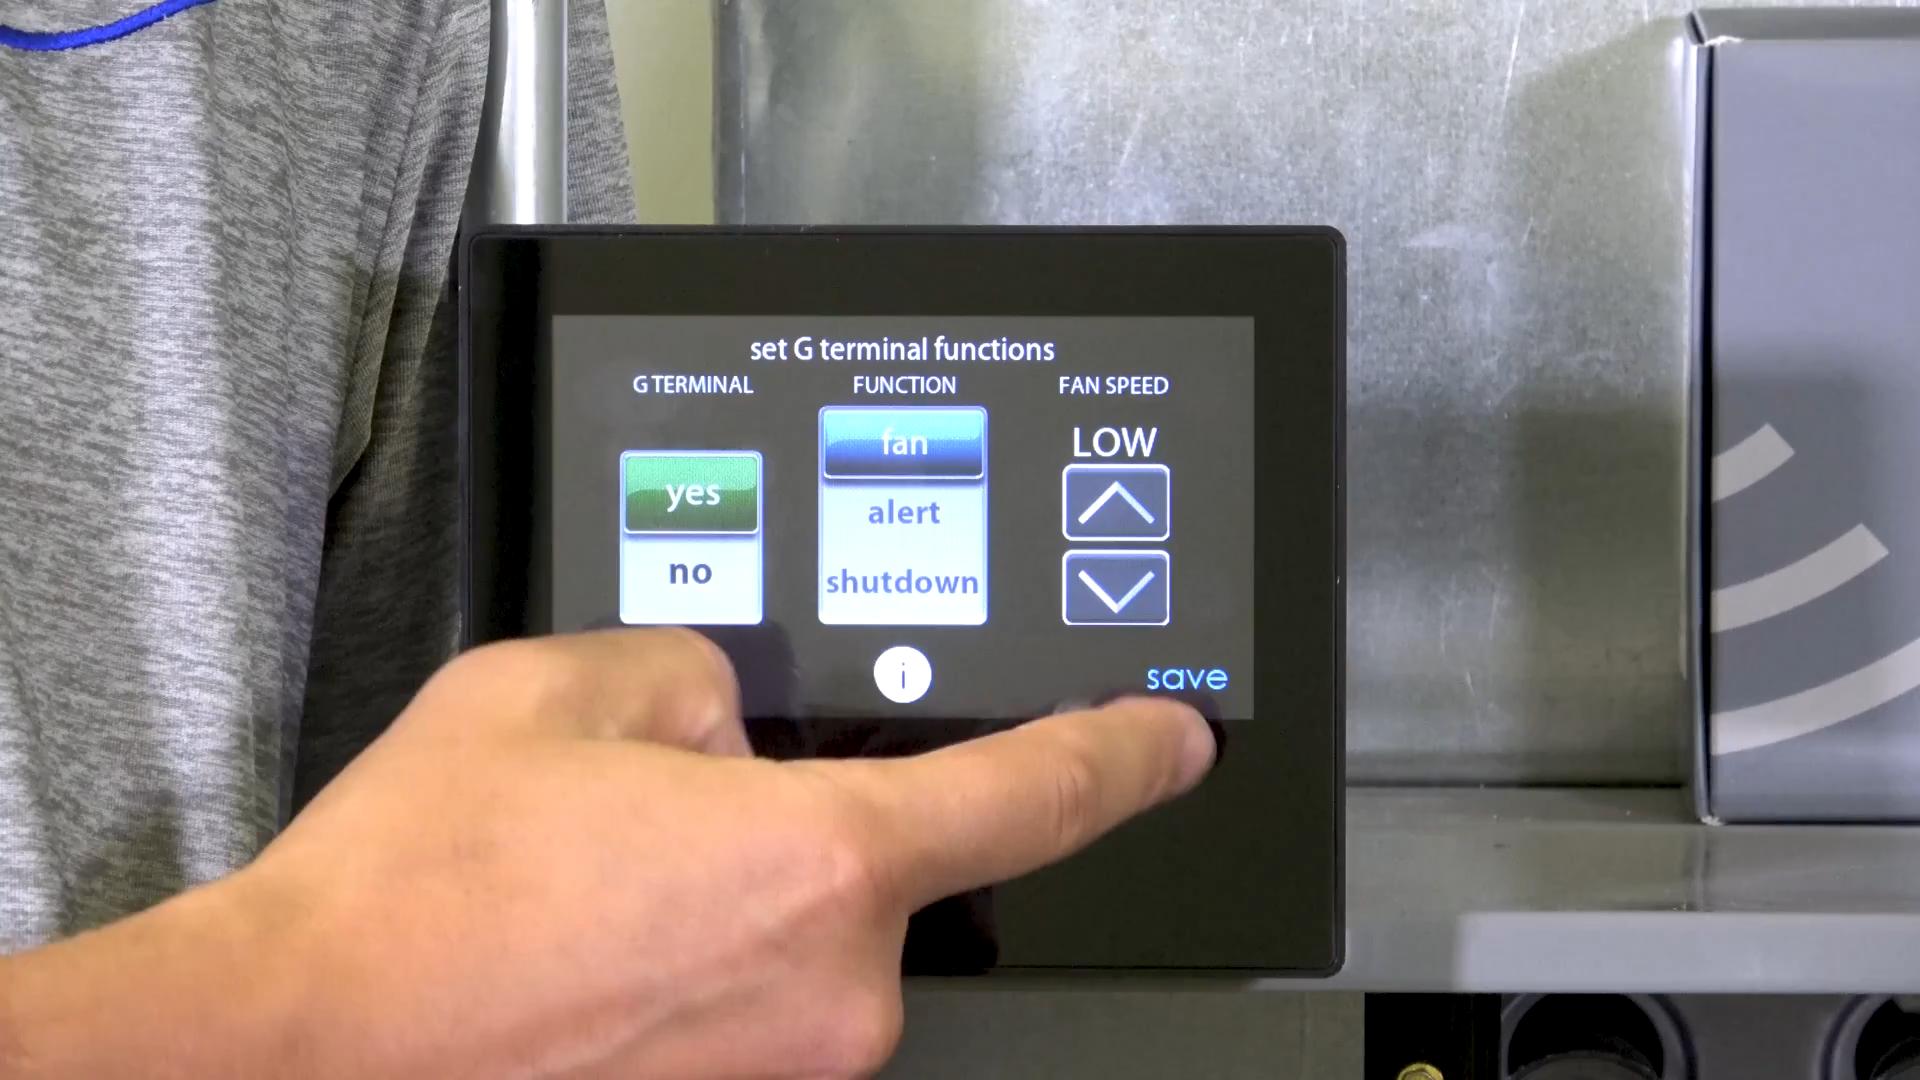 set G terminal functions
G TERMINAL
FUNCTION
FAN SPEED
yes
no
fan
alert
shutdown
LOW
i
save